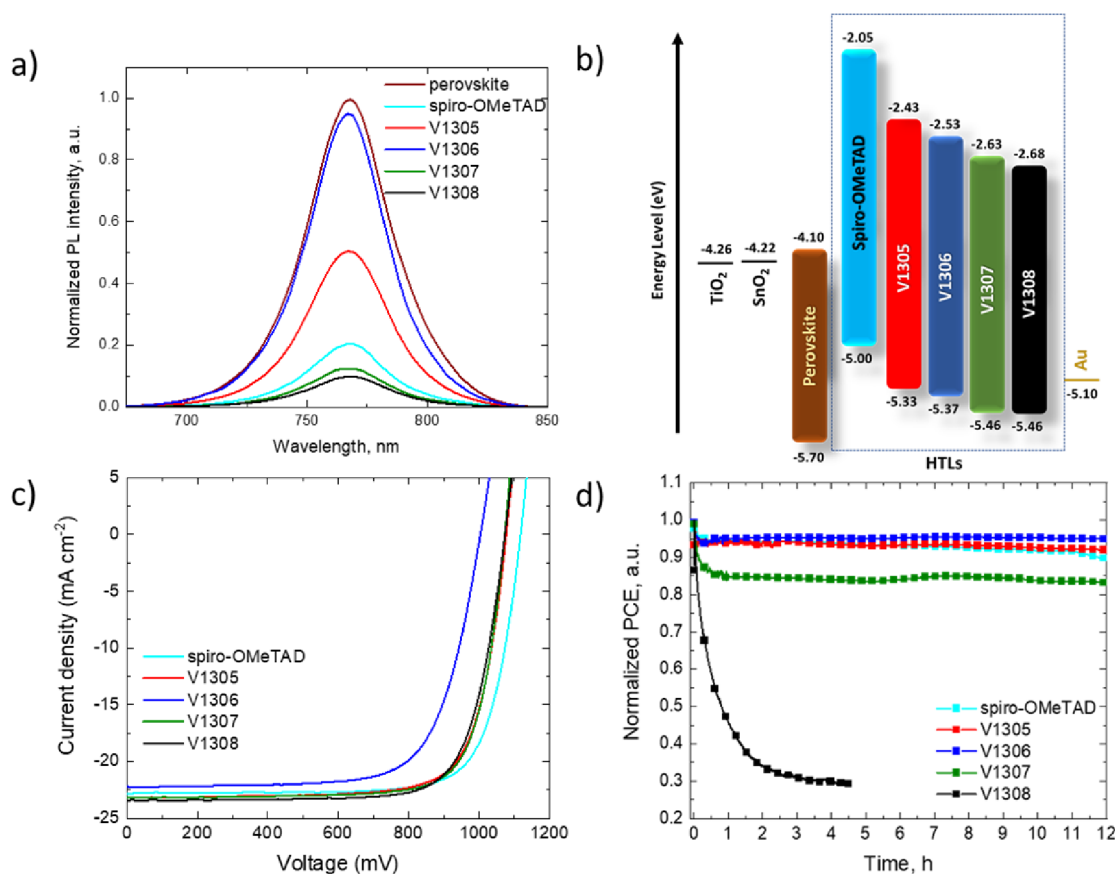 a)
Normalized PL intensity, a.u.
1.0
0.8
0.6
0.4
0.2
0.0
perovskite
spiro-OMeTAD
V1305
V1306
V1307
V1308
700
750
800
850
Wavelength, nm
b)
Energy Level (eV)
-4.26
TiO2
-4.22
SnO2
-4.10
Perovskite
-5.70
-2.05
Spiro-OMeTAD
-5.00
-2.43
V1305
-5.33
-2.53
V1306
-5.37
-2.63
V1307
-5.46
-2.68
V1308
-5.46
Au
-5.10
HTLs
c)
Current density (mA cm-2)
5
0
-5
-10
-15
-20
-25
spiro-OMeTAD
V1305
V1306
V1307
V1308
0
200
400
600
800
1000
1200
Voltage (mV)
d)
Normalized PCE, a.u.
1.1
1.0
0.9
0.8
0.7
0.6
0.5
0.4
0.3
0.2
spiro-OMeTAD
V1305
V1306
V1307
V1308
0
1
2
3
4
5
6
7
8
9
10
11
12
Time, h